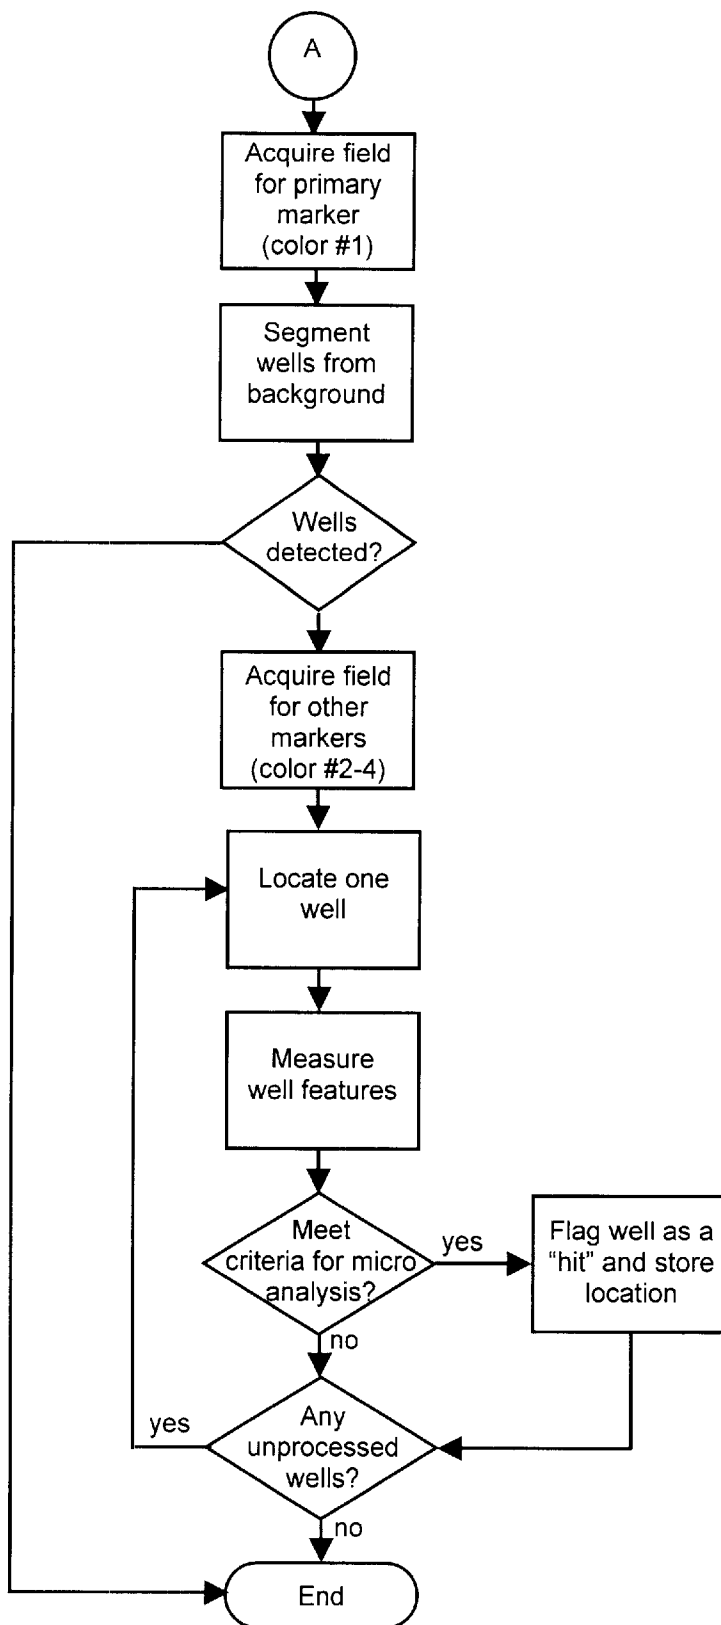 A
Acquire field
for primary
marker
(color #1)
Segment
wells from
background
Wells
detected?
Acquire field
for other
markers
(color #2-4)
Locate one
well
Measure
well features
Meet
criteria for micro
analysis?
yes
Flag well as a
“hit” and store
location
no
yes
Any
unprocessed
wells?
no
End